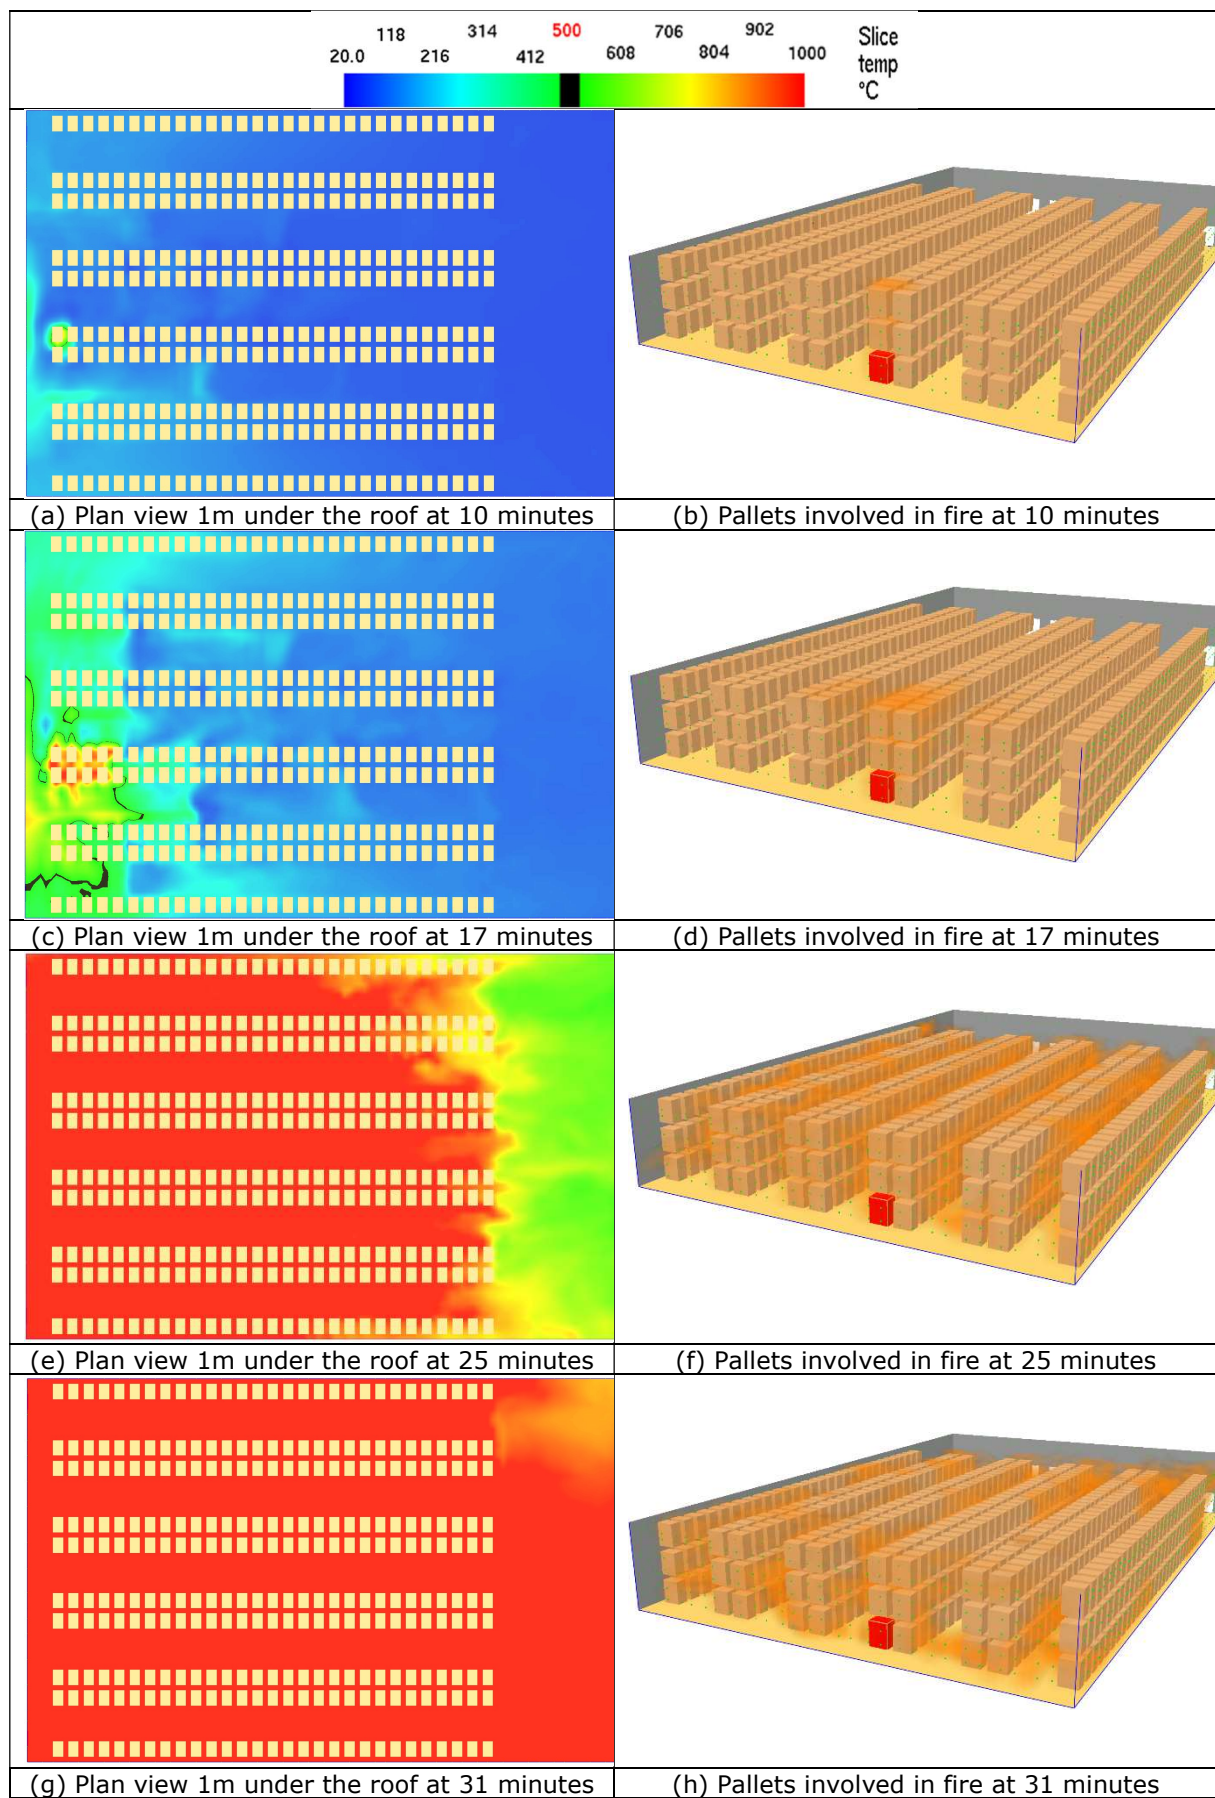 118 314 500 706 902
20.0 216 412 608 804 1000
Slice
temp
°C
(a) Plan view 1m under the roof at 10 minutes
(b) Pallets involved in fire at 10 minutes
(c) Plan view 1m under the roof at 17 minutes
(d) Pallets involved in fire at 17 minutes
(e) Plan view 1m under the roof at 25 minutes
(f) Pallets involved in fire at 25 minutes
(g) Plan view 1m under the roof at 31 minutes
(h) Pallets involved in fire at 31 minutes